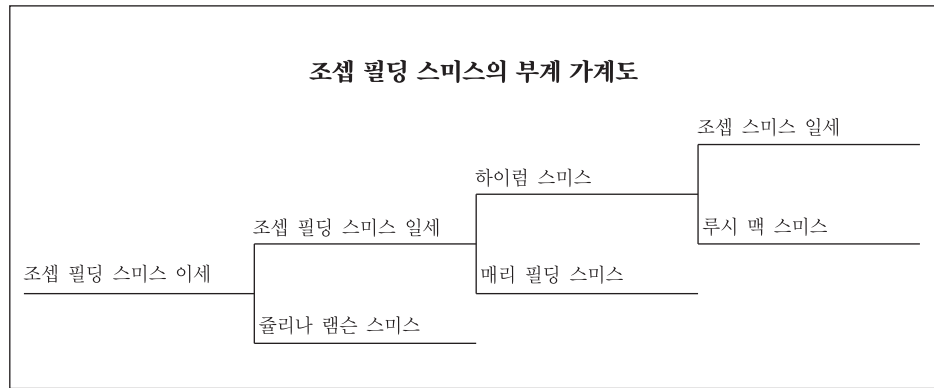 조셉 필딩 스미스의 부계 가계도
조셉 스미스 일세
하이럼 스미스
루시 맥 스미스
조셉 필딩 스미스 일세
조셉 필딩 스미스 이세
매리 필딩 스미스
쥴리나 램슨 스미스